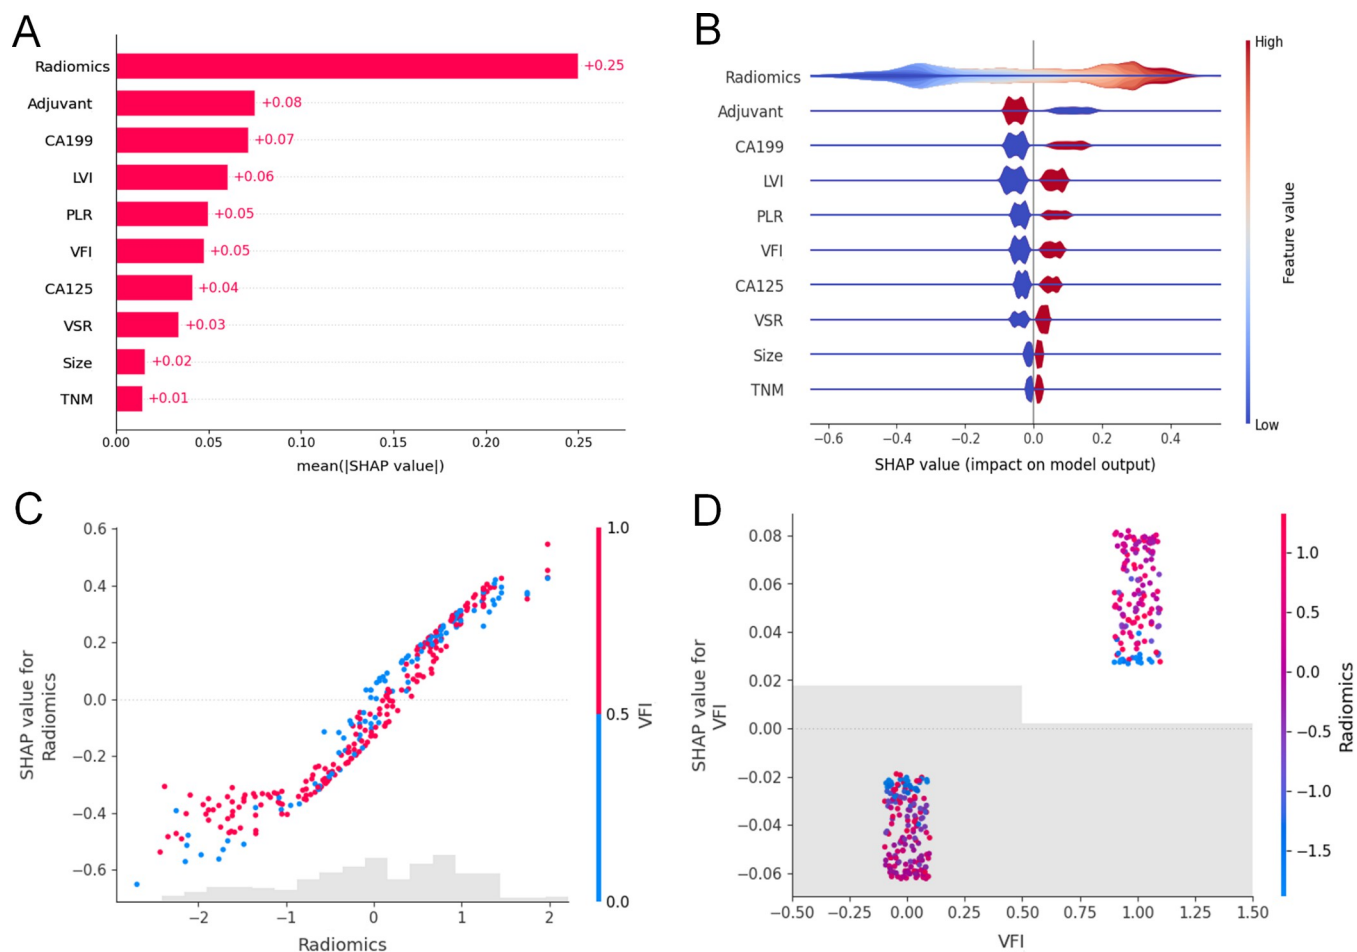 A
Radiomics +0.25
Adjuvant +0.08
CA199 +0.07
LVI +0.06
PLR +0.05
VFI +0.05
CA125 +0.04
VSR +0.03
Size +0.02
TNM +0.01
0.00 0.05 0.10 0.15 0.20 0.25
mean(|SHAP value|)
B
High
Radiomics
Adjuvant
CA199
LVI
PLR
VFI
CA125
VSR
Size
TNM
Low
Feature value
−0.6 −0.4 −0.2 0.0 0.2 0.4
SHAP value (impact on model output)
C
SHAP value for
Radiomics
0.6
0.4
0.2
0.0
−0.2
−0.4
−0.6
−2 −1 0 1 2
Radiomics
1.0
0.5
0.0
VFI
D
SHAP value for
VFI
0.08
0.06
0.04
0.02
0.00
−0.02
−0.04
−0.06
−0.50 −0.25 0.00 0.25 0.50 0.75 1.00 1.25 1.50
VFI
1.0
0.5
0.0
−0.5
−1.0
−1.5
Radiomics